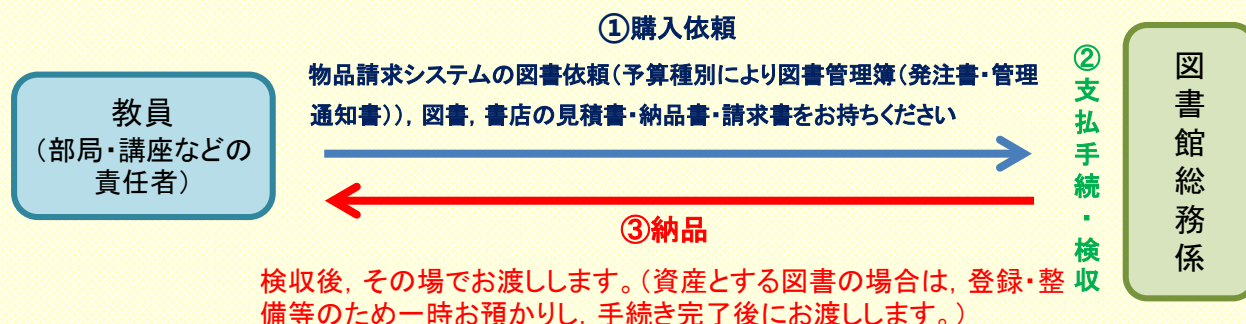 ①購入依頼
物品請求システムの図書依頼(予算種別により図書管理簿(発注書・管理
通知書)), 図書, 書店の見積書・納品書・請求書をお持ちください
教員
(部局・講座などの
責任者)
②支払手続・検収
図書館総務係
③納品
検収後, その場でお渡しします。(資産とする図書の場合は, 登録・整
備等のため一時お預かりし, 手続き完了後にお渡しします。)